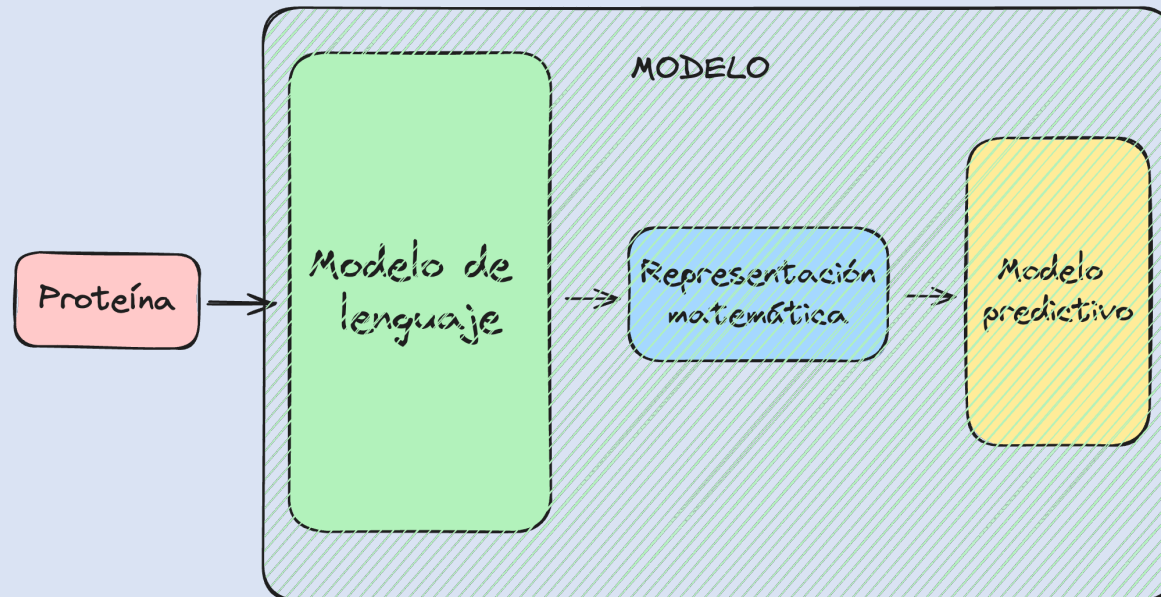 MODELO
Proteína
Modelo de
lenguaje
Representación
matemática
Modelo
predictivo